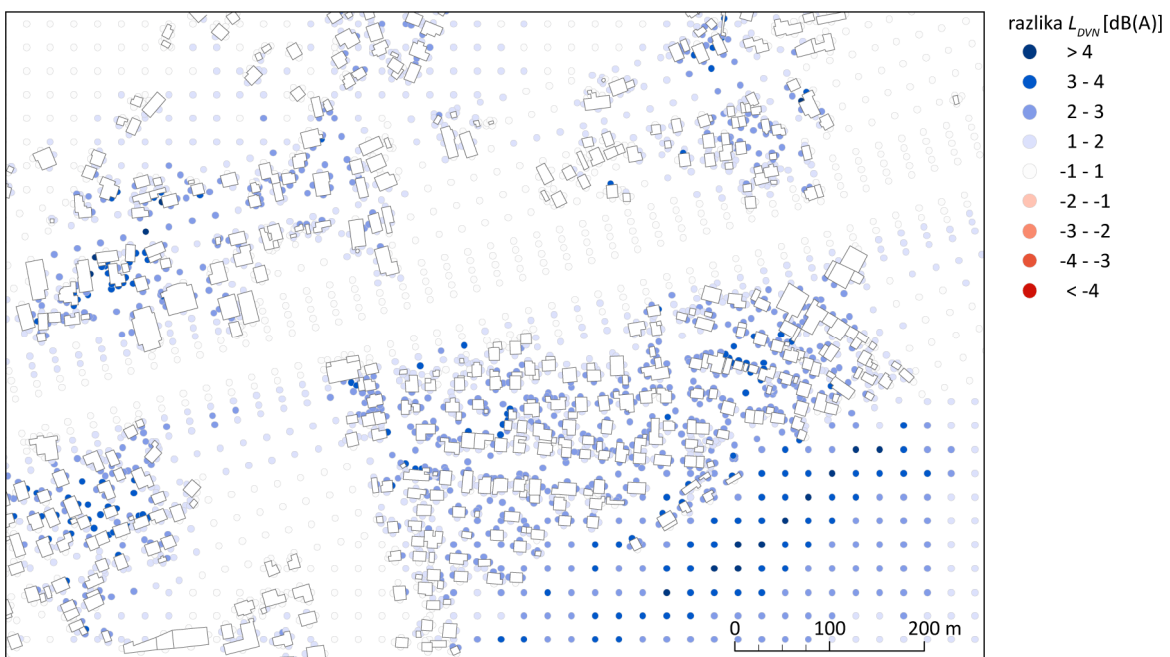 razlika L_DVN [dB(A)]
> 4
3 - 4
2 - 3
1 - 2
-1 - 1
-2 - -1
-3 - -2
-4 - -3
< -4
0 100 200 m